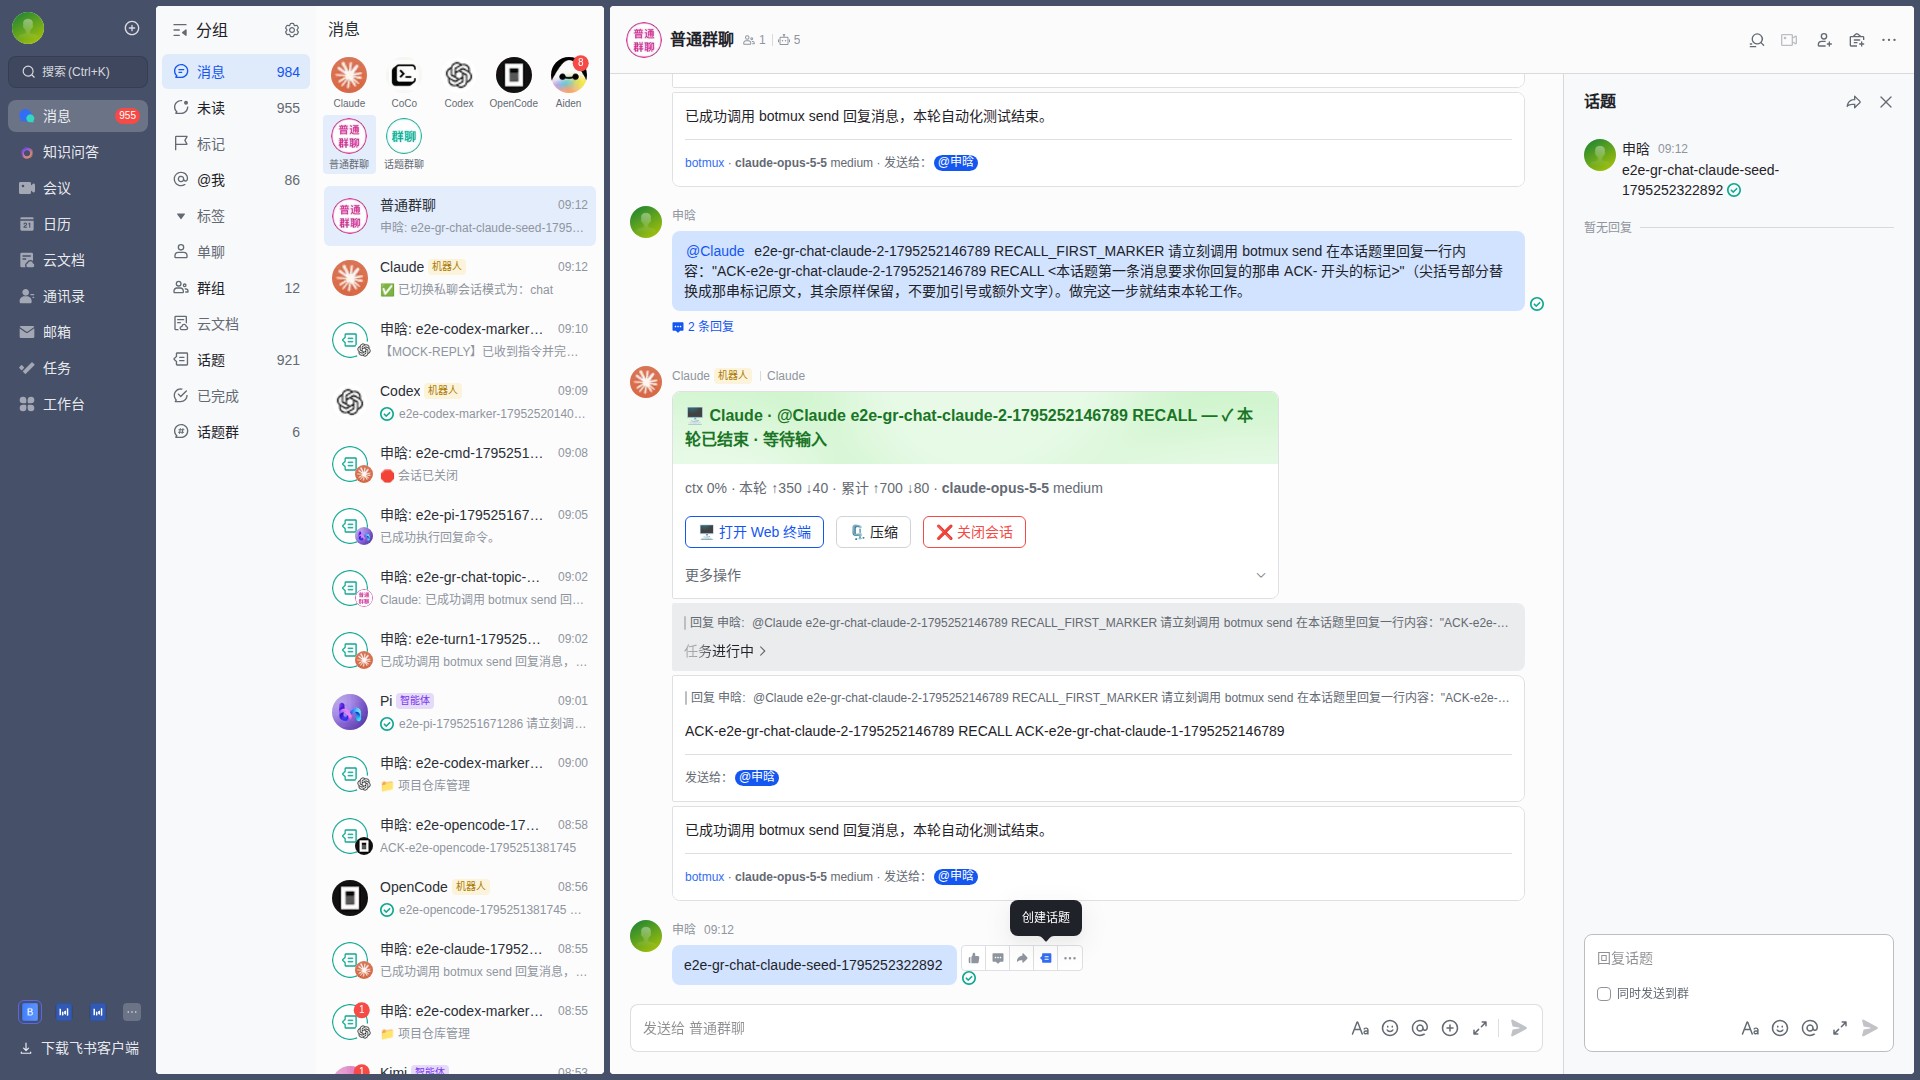 搜索 (Ctrl+K)
消息
955
知识问答
会议
日历
云文档
通讯录
邮箱
任务
工作台
下载飞书客户端
分组
消息 984
未读 955
标记
@我 86
标签
单聊
群组 12
云文档
话题 921
已完成
话题群 6
消息
Claude
CoCo
Codex
OpenCode
8
Aiden
普通群聊
普通群聊
群聊
话题群聊
普通群聊
普通群聊 09:12
申晗: e2e-gr-chat-claude-seed-1795...
Claude 机器人 09:12
✅ 已切换私聊会话模式为：chat
申晗: e2e-codex-marker... 09:10
【MOCK-REPLY】已收到指令并完...
Codex 机器人 09:09
e2e-codex-marker-17952520140...
申晗: e2e-cmd-1795251... 09:08
会话已关闭
申晗: e2e-pi-179525167... 09:05
已成功执行回复命令。
申晗: e2e-gr-chat-topic-... 09:02
Claude: 已成功调用 botmux send 回...
申晗: e2e-turn1-179525... 09:02
已成功调用 botmux send 回复消息，...
Pi 智能体 09:01
e2e-pi-1795251671286 请立刻调...
申晗: e2e-codex-marker... 09:00
📁 项目仓库管理
申晗: e2e-opencode-17... 08:58
ACK-e2e-opencode-1795251381745
OpenCode 机器人 08:56
e2e-opencode-1795251381745 ...
申晗: e2e-claude-17952... 08:55
已成功调用 botmux send 回复消息，...
1
申晗: e2e-codex-marker... 08:55
📁 项目仓库管理
1
Kimi 智能体 08:53
普通群聊
普通群聊 1 5
已成功调用 botmux send 回复消息，本轮自动化测试结束。
botmux · claude-opus-5-5 medium · 发送给： @申晗
申晗
@Claude e2e-gr-chat-claude-2-1795252146789 RECALL_FIRST_MARKER 请立刻调用 botmux send 在本话题里回复一行内
容："ACK-e2e-gr-chat-claude-2-1795252146789 RECALL <本话题第一条消息要求你回复的那串 ACK- 开头的标记>"（尖括号部分替
换成那串标记原文，其余原样保留，不要加引号或额外文字）。做完这一步就结束本轮工作。
2 条回复
Claude 机器人 | Claude
🖥️ Claude · @Claude e2e-gr-chat-claude-2-1795252146789 RECALL — ✓ 本
轮已结束 · 等待输入
ctx 0% · 本轮 ↑350 ↓40 · 累计 ↑700 ↓80 · claude-opus-5-5 medium
🖥️ 打开 Web 终端
🗜️ 压缩
❌ 关闭会话
更多操作
回复 申晗： @Claude e2e-gr-chat-claude-2-1795252146789 RECALL_FIRST_MARKER 请立刻调用 botmux send 在本话题里回复一行内容："ACK-e2e-...
任务进行中
回复 申晗： @Claude e2e-gr-chat-claude-2-1795252146789 RECALL_FIRST_MARKER 请立刻调用 botmux send 在本话题里回复一行内容："ACK-e2e-...
ACK-e2e-gr-chat-claude-2-1795252146789 RECALL ACK-e2e-gr-chat-claude-1-1795252146789
发送给： @申晗
已成功调用 botmux send 回复消息，本轮自动化测试结束。
botmux · claude-opus-5-5 medium · 发送给： @申晗
创建话题
申晗 09:12
e2e-gr-chat-claude-seed-1795252322892
发送给 普通群聊
话题
申晗 09:12
e2e-gr-chat-claude-seed-
1795252322892
暂无回复
回复话题
同时发送到群